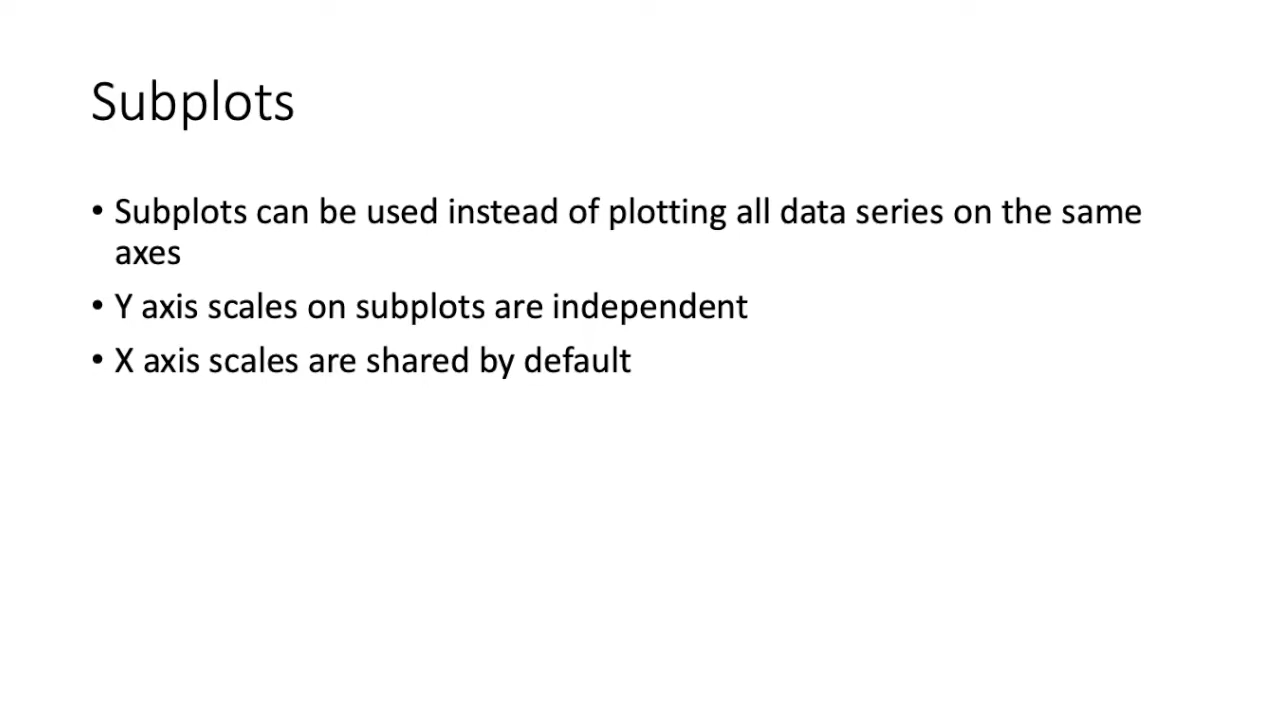 Subplots
• Subplots can be used instead of plotting all data series on the same
axes
• Y axis scales on subplots are independent
• X axis scales are shared by default